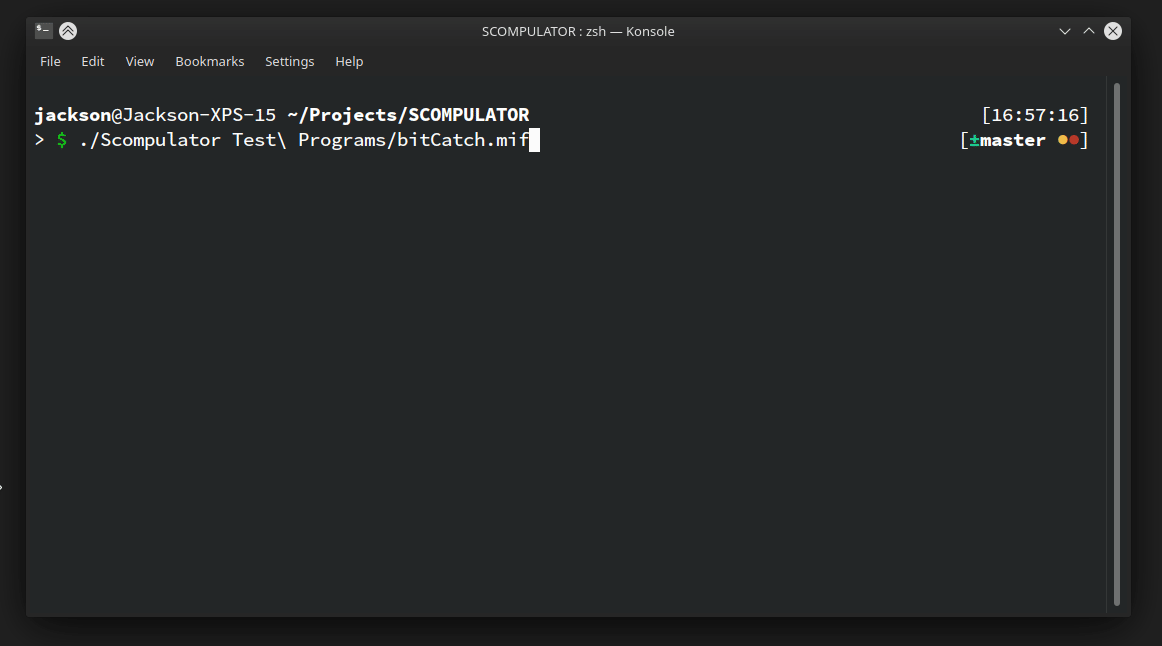 SCOMPULATOR : zsh — Konsole
File Edit View Bookmarks Settings Help
jackson@Jackson-XPS-15 ~/Projects/SCOMPULATOR [16:57:16]
> $ ./Scompulator Test\ Programs/bitCatch.mif [±master ●●]